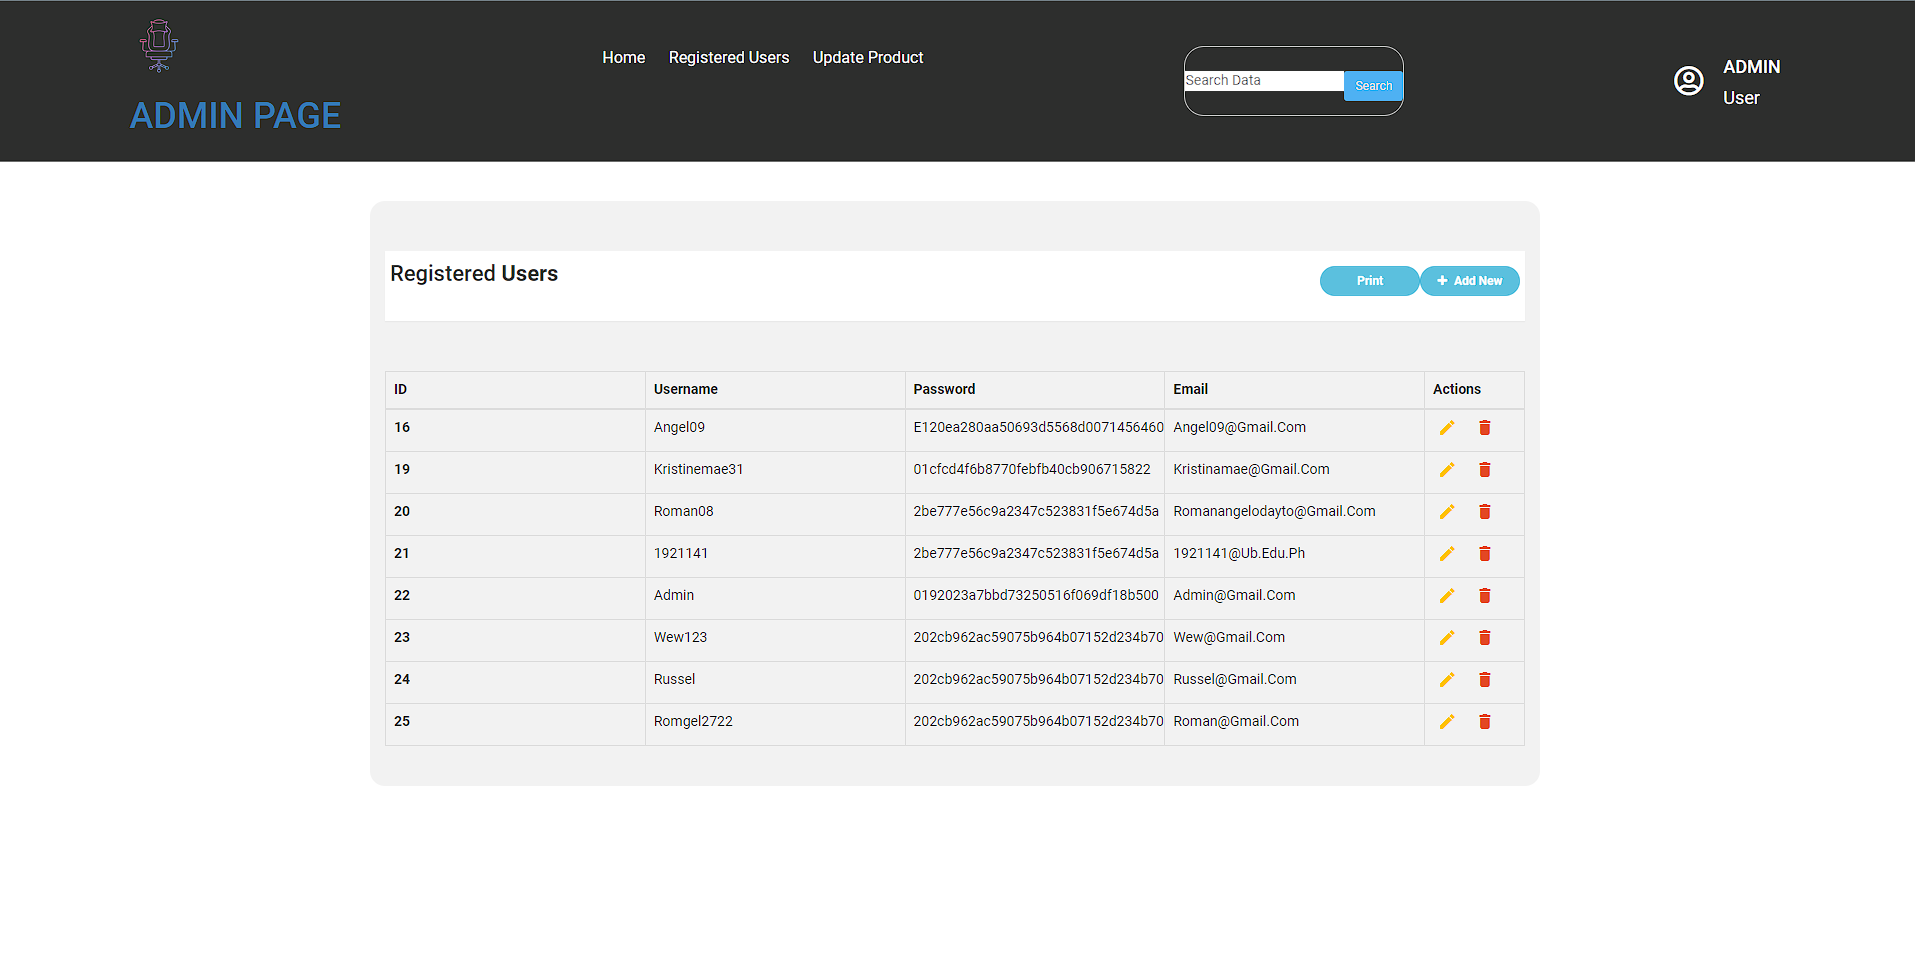 ADMIN PAGE
Home Registered Users Update Product
Search Data Search
ADMIN
User
Registered Users
Print Add New
ID Username Password Email Actions
16 Angel09 E120ea280aa50693d5568d0071456460 Angel09@Gmail.Com
19 Kristinemae31 01cfcd4f6b8770febfb40cb906715822 Kristinamae@Gmail.Com
20 Roman08 2be777e56c9a2347c523831f5e674d5a Romanangelodayto@Gmail.Com
21 1921141 2be777e56c9a2347c523831f5e674d5a 1921141@Ub.Edu.Ph
22 Admin 0192023a7bbd73250516f069df18b500 Admin@Gmail.Com
23 Wew123 202cb962ac59075b964b07152d234b70 Wew@Gmail.Com
24 Russel 202cb962ac59075b964b07152d234b70 Russel@Gmail.Com
25 Romgel2722 202cb962ac59075b964b07152d234b70 Roman@Gmail.Com